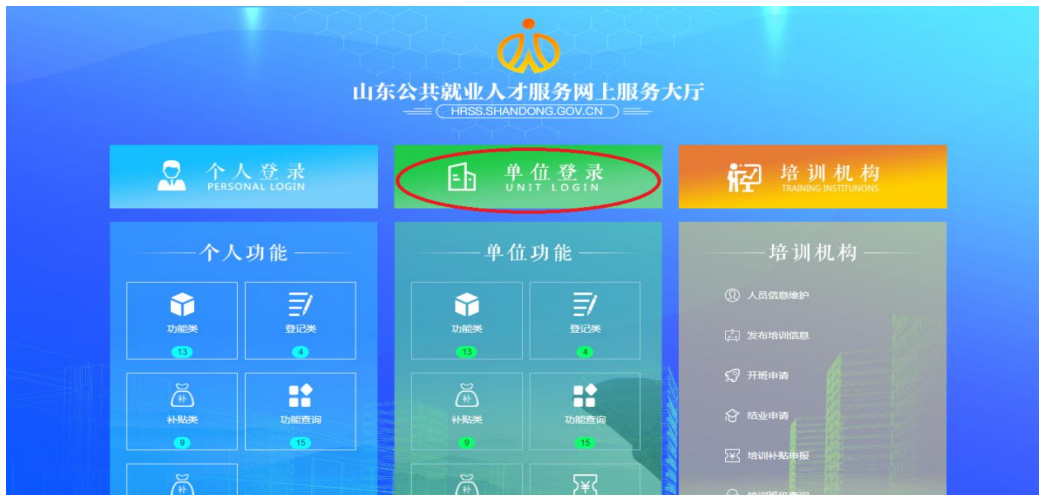 山东公共就业人才服务网上服务大厅
HRSS.SHANDONG.GOV.CN
个人登录
PERSONAL LOGIN
单位登录
UNIT LOGIN
培训机构
TRAINING INSTITUNONS
个人功能
功能类
登记类
13
4
补贴类
功能查询
9
15
补
单位功能
功能类
登记类
13
4
补贴类
功能查询
9
15
补
培训机构
人员信息维护
发布培训信息
开班申请
结业申请
培训补贴申报